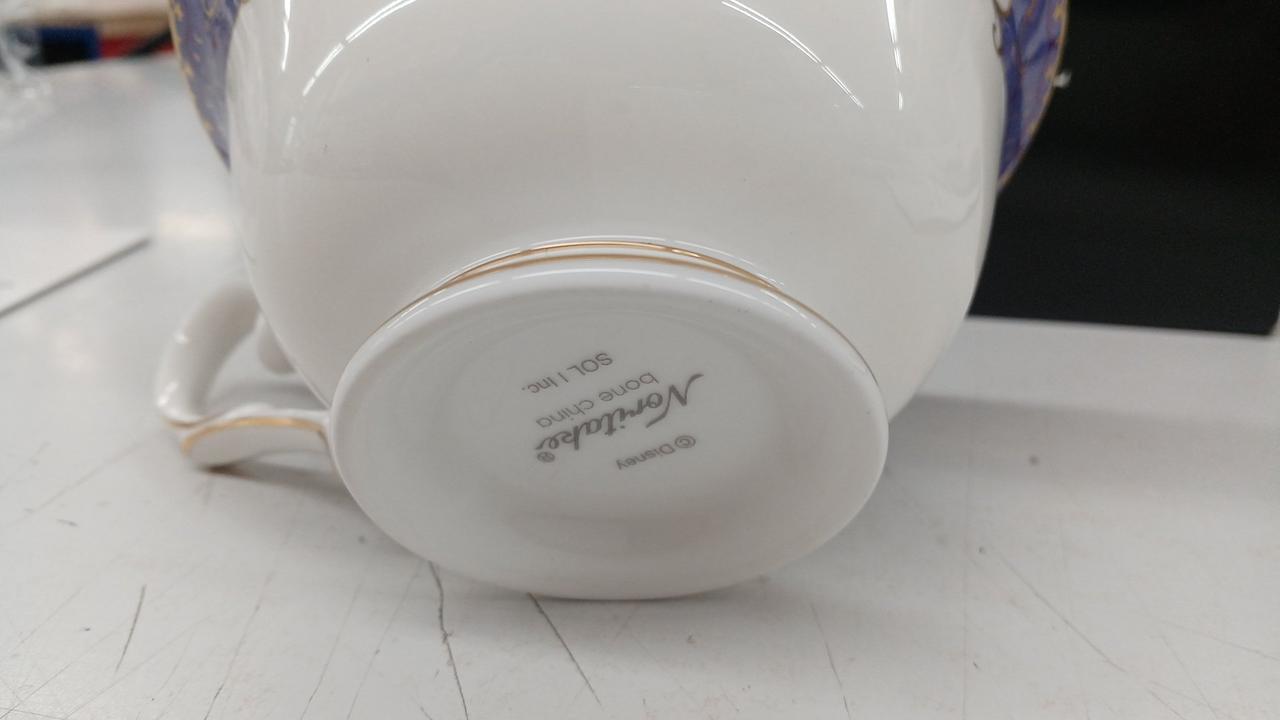 © Disney
Noritake®
bone china
SOL I Inc.